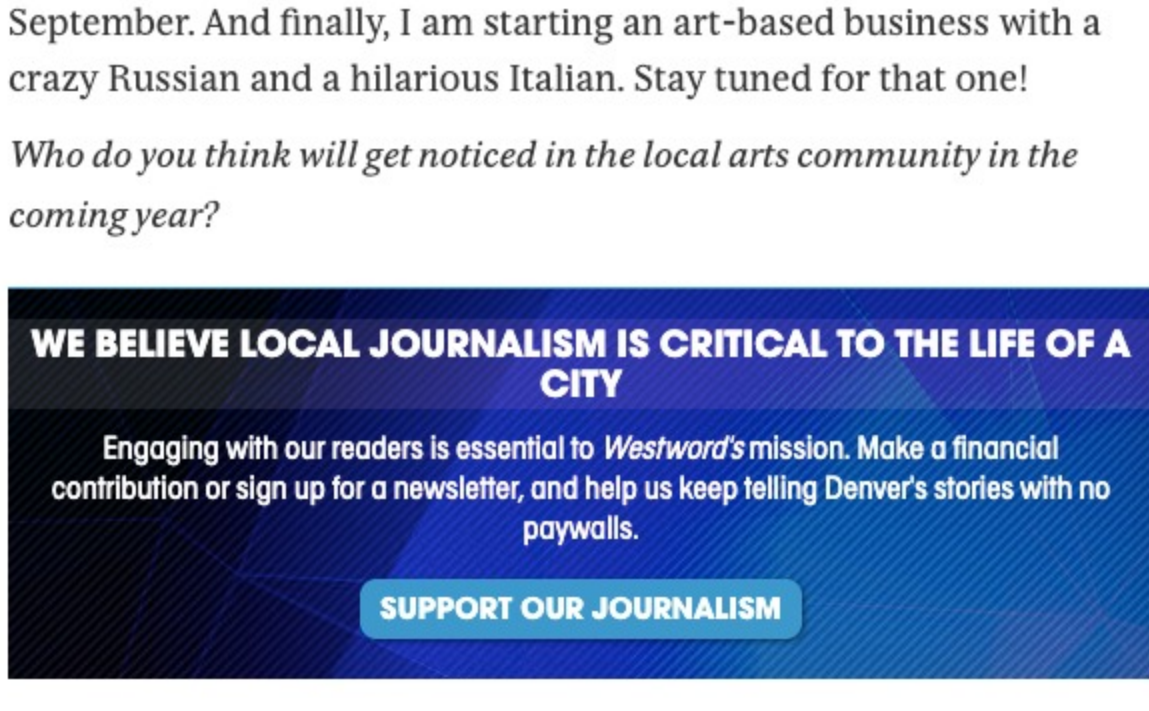 September. And finally, I am starting an art-based business with a
crazy Russian and a hilarious Italian. Stay tuned for that one!
Who do you think will get noticed in the local arts community in the
coming year?
WE BELIEVE LOCAL JOURNALISM IS CRITICAL TO THE LIFE OF A
CITY
Engaging with our readers is essential to Westword's mission. Make a financial
contribution or sign up for a newsletter, and help us keep telling Denver's stories with no
paywalls.
SUPPORT OUR JOURNALISM